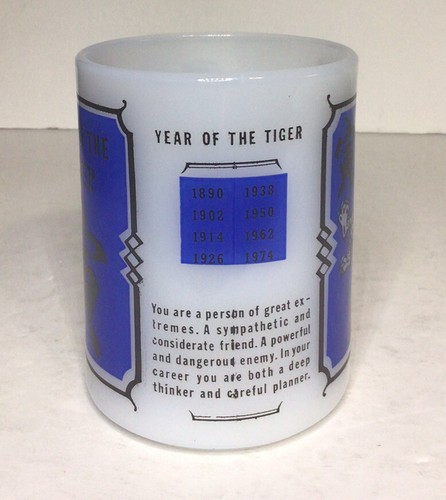 YEAR OF THE TIGER
1890 1938
1902 1950
1914 1962
1926 1974
You are a person of great ex-
tremes. A sympathetic and
considerate friend. A powerful
and dangerous enemy. In your
career you are both a deep
thinker and careful planner.
THE